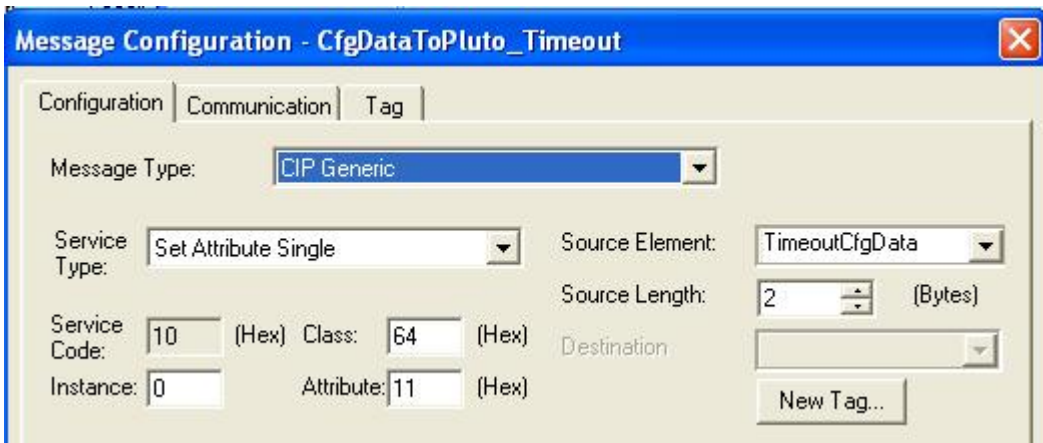 Message Configuration - CfgDataToPluto_Timeout
Configuration Communication Tag
Message Type: CIP Generic
Service Type: Set Attribute Single
Source Element: TimeoutCfgData
Source Length: 2 (Bytes)
Service Code: 10 (Hex) Class: 64 (Hex)
Destination
Instance: 0 Attribute: 11 (Hex)
New Tag...